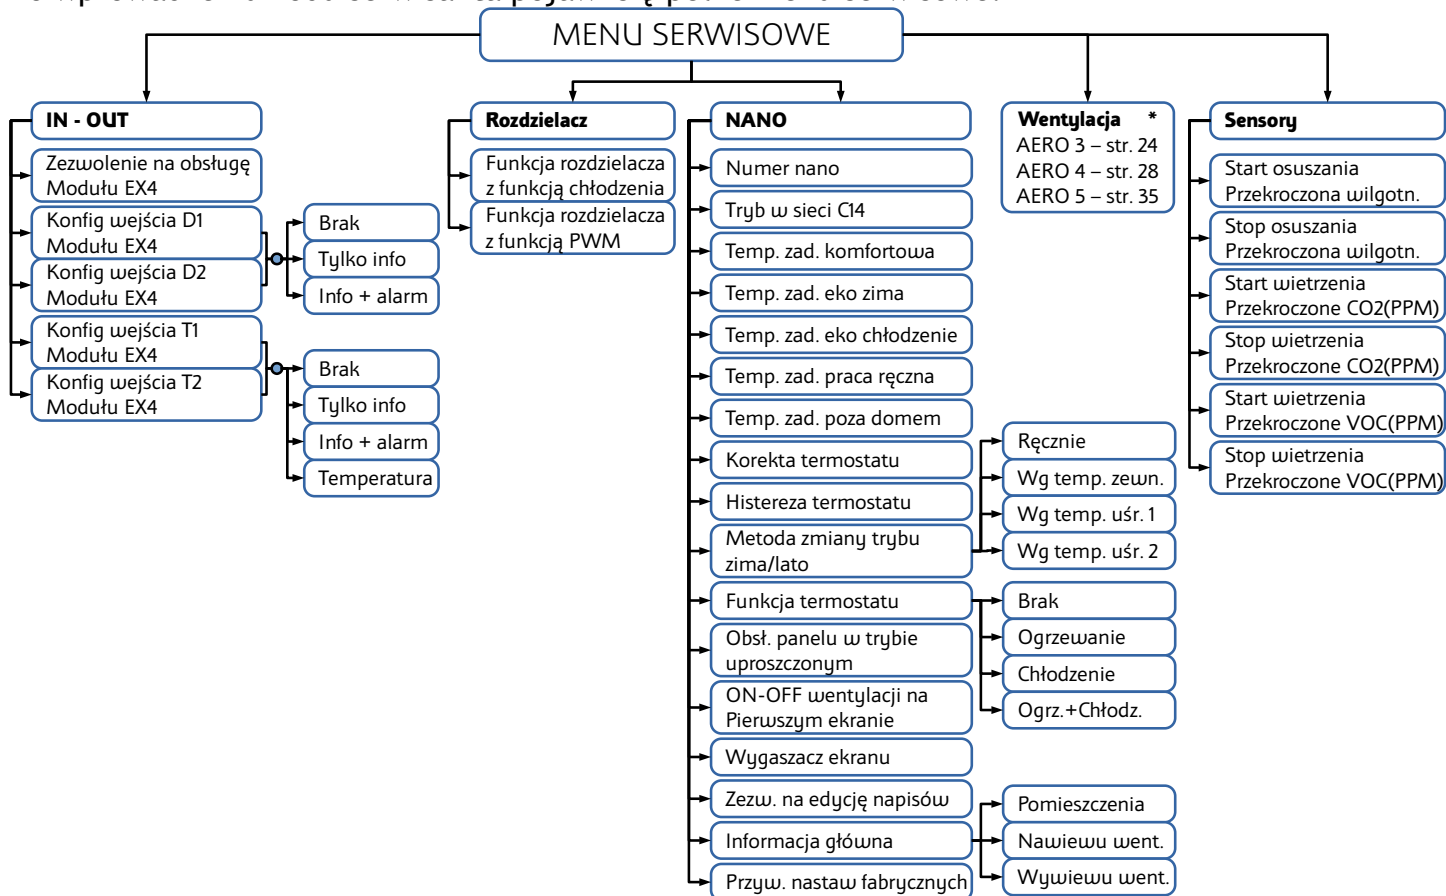 MENU SERWISOWE
IN - OUT
Zezwolenie na obsługę
Modułu EX4
Konfig wejścia D1
Modułu EX4
Konfig wejścia D2
Modułu EX4
Konfig wejścia T1
Modułu EX4
Konfig wejścia T2
Modułu EX4
Brak
Tylko info
Info + alarm
Brak
Tylko info
Info + alarm
Temperatura
Rozdzielacz
Funkcja rozdzielacza
z funkcją chłodzenia
Funkcja rozdzielacza
z funkcją PWM
NANO
Numer nano
Tryb w sieci C14
Temp. zad. komfortowa
Temp. zad. eko zima
Temp. zad. eko chłodzenie
Temp. zad. praca ręczna
Temp. zad. poza domem
Korekta termostatu
Histereza termostatu
Metoda zmiany trybu
zima/lato
Funkcja termostatu
Obsł. panelu w trybie
uproszczonym
ON-OFF wentylacji na
Pierwszym ekranie
Wygaszacz ekranu
Zezw. na edycję napisów
Informacja główna
Przyw. nastaw fabrycznych
Ręcznie
Wg temp. zewn.
Wg temp. uśr. 1
Wg temp. uśr. 2
Brak
Ogrzewanie
Chłodzenie
Ogrz.+Chłodz.
Pomieszczenia
Nawiewu went.
Wywiewu went.
Wentylacja *
AERO 3 – str. 24
AERO 4 – str. 28
AERO 5 – str. 35
Sensory
Start osuszania
Przekroczona wilgotn.
Stop osuszania
Przekroczona wilgotn.
Start wietrzenia
Przekroczone CO2(PPM)
Stop wietrzenia
Przekroczone CO2(PPM)
Start wietrzenia
Przekroczone VOC(PPM)
Stop wietrzenia
Przekroczone VOC(PPM)